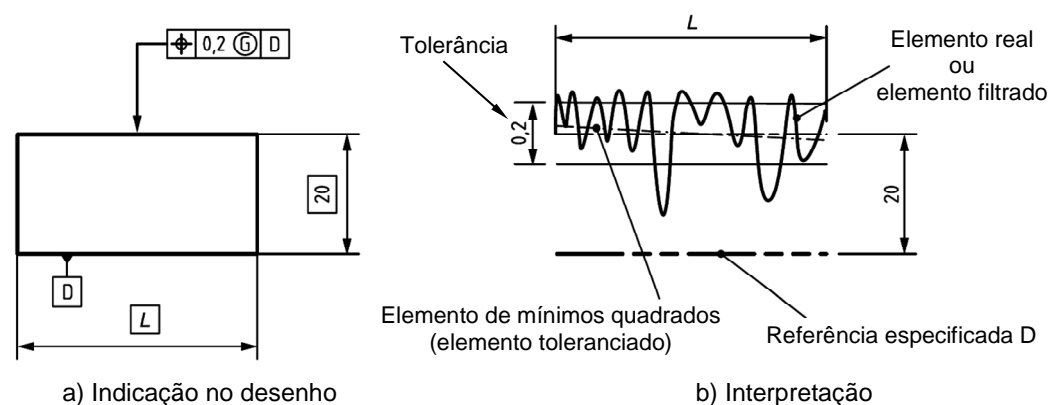 ⌖ 0,2 Ⓖ D
20
D
L
a) Indicação no desenho
L
Tolerância
Elemento real
ou
elemento filtrado
0,2
20
Elemento de mínimos quadrados
(elemento toleranciado)
Referência especificada D
b) Interpretação